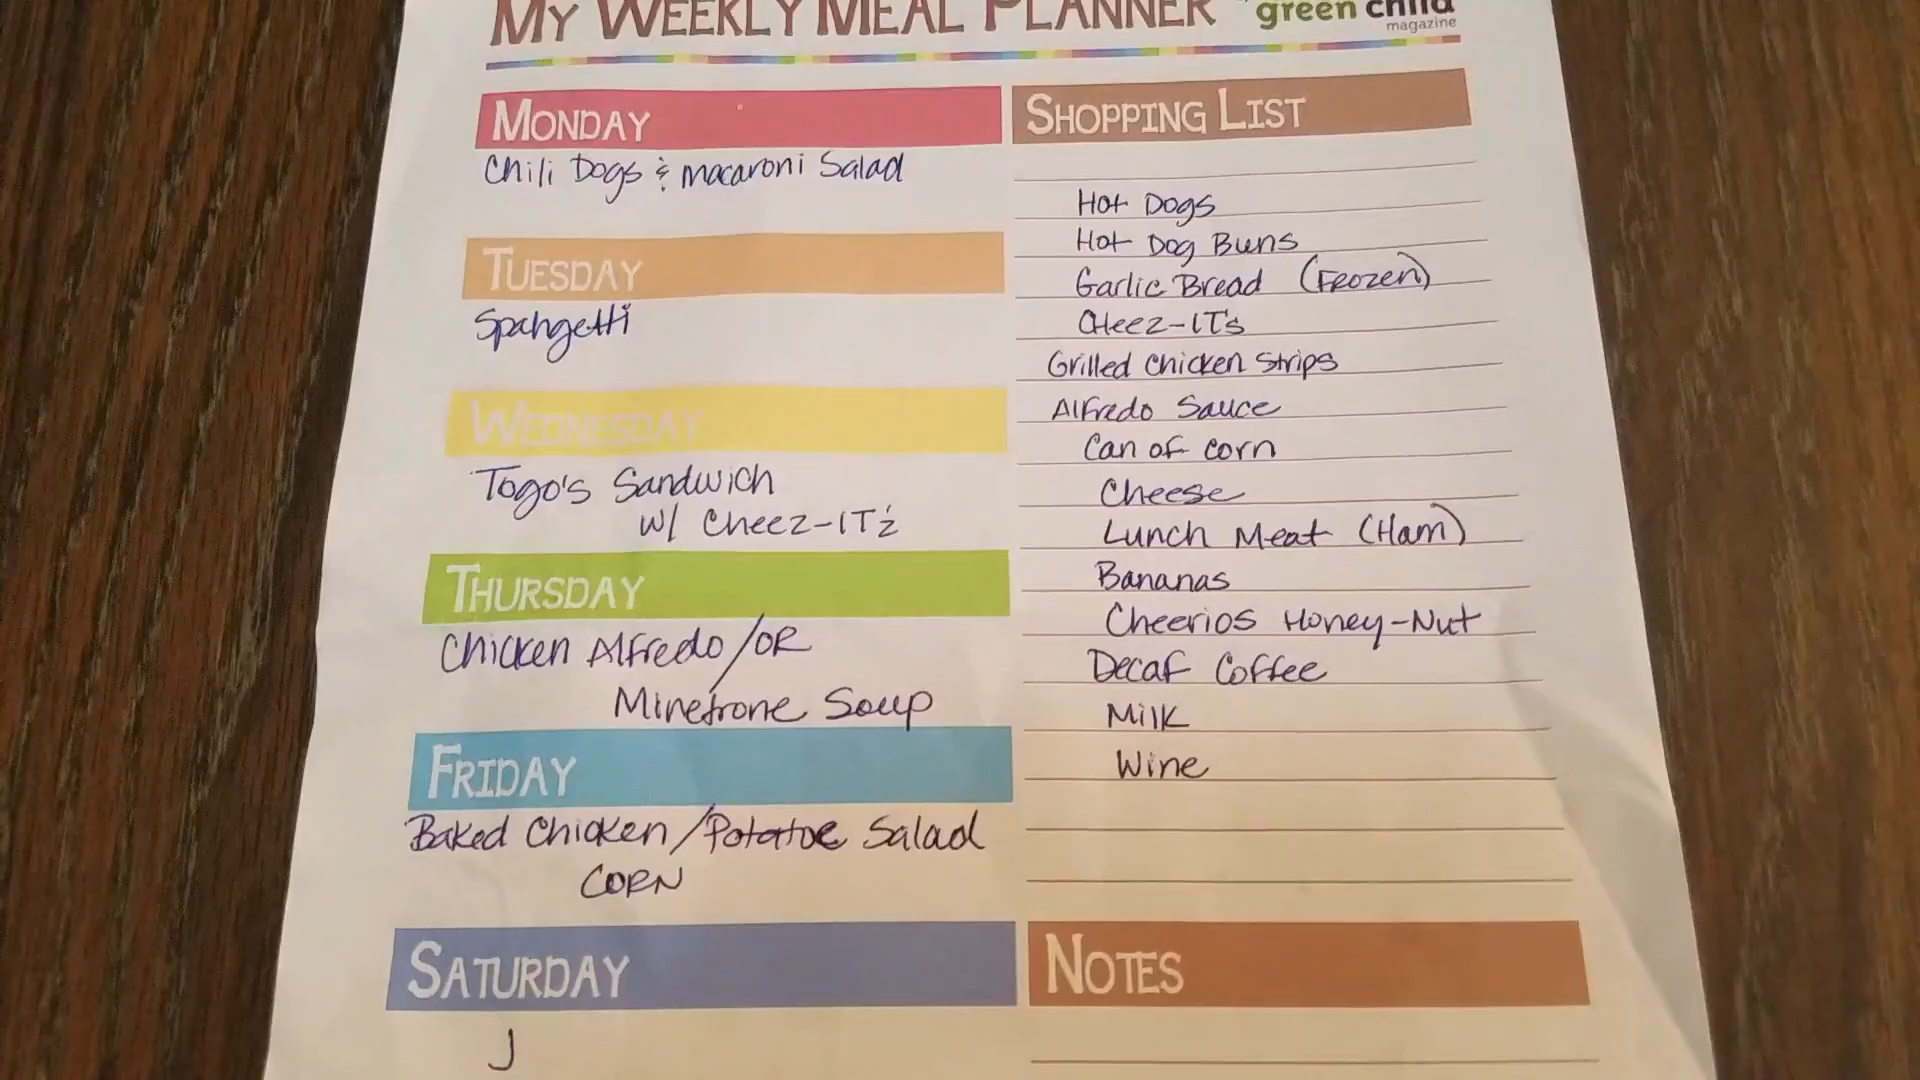 MY WEEKLY MEAL PLANNER
green child
magazine
MONDAY
Chili Dogs & macaroni Salad
TUESDAY
Spahgetti
WEDNESDAY
Togo's Sandwich
W/ Cheez-IT'z
THURSDAY
Chicken Alfredo /OR
Minetrone Soup
FRIDAY
Baked Chicken / Potatoe Salad
CORN
SATURDAY
J
SHOPPING LIST
Hot Dogs
Hot Dog Buns
Garlic Bread (Frozen)
Cheez-IT's
Grilled Chicken Strips
Alfredo Sauce
Can of corn
Cheese
Lunch Meat (Ham)
Bananas
Cheerios Honey-Nut
Decaf Coffee
Milk
Wine
NOTES